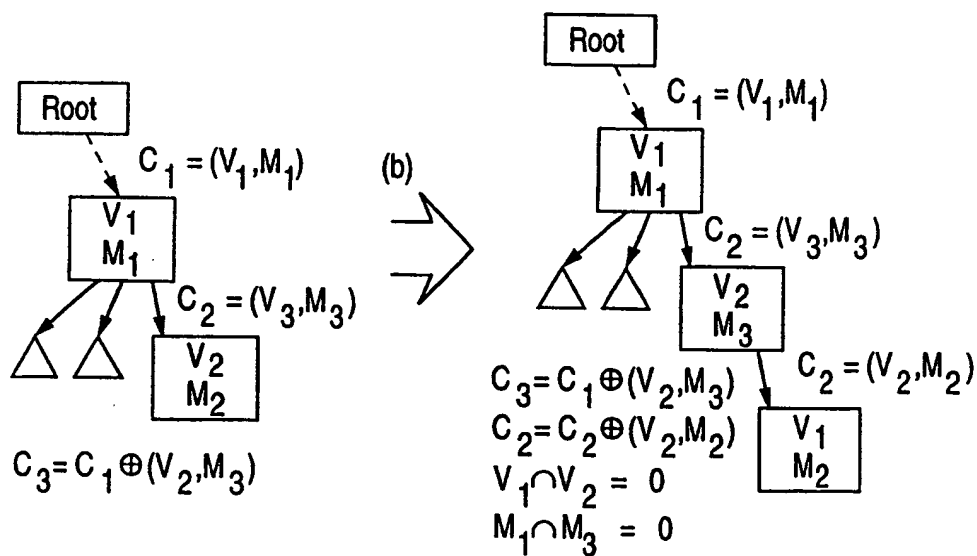 Root
C₁ = (V₁,M₁)
V₁
M₁
C₂ = (V₃,M₃)
V₂
M₂
C₃ = C₁ ⊕ (V₂,M₃)
(b)
Root
C₁ = (V₁,M₁)
V₁
M₁
C₂ = (V₃,M₃)
V₂
M₃
C₂ = (V₂,M₂)
V₁
M₂
C₃ = C₁ ⊕ (V₂,M₃)
C₂ = C₂ ⊕ (V₂,M₂)
V₁ ∩ V₂ = 0
M₁ ∩ M₃ = 0